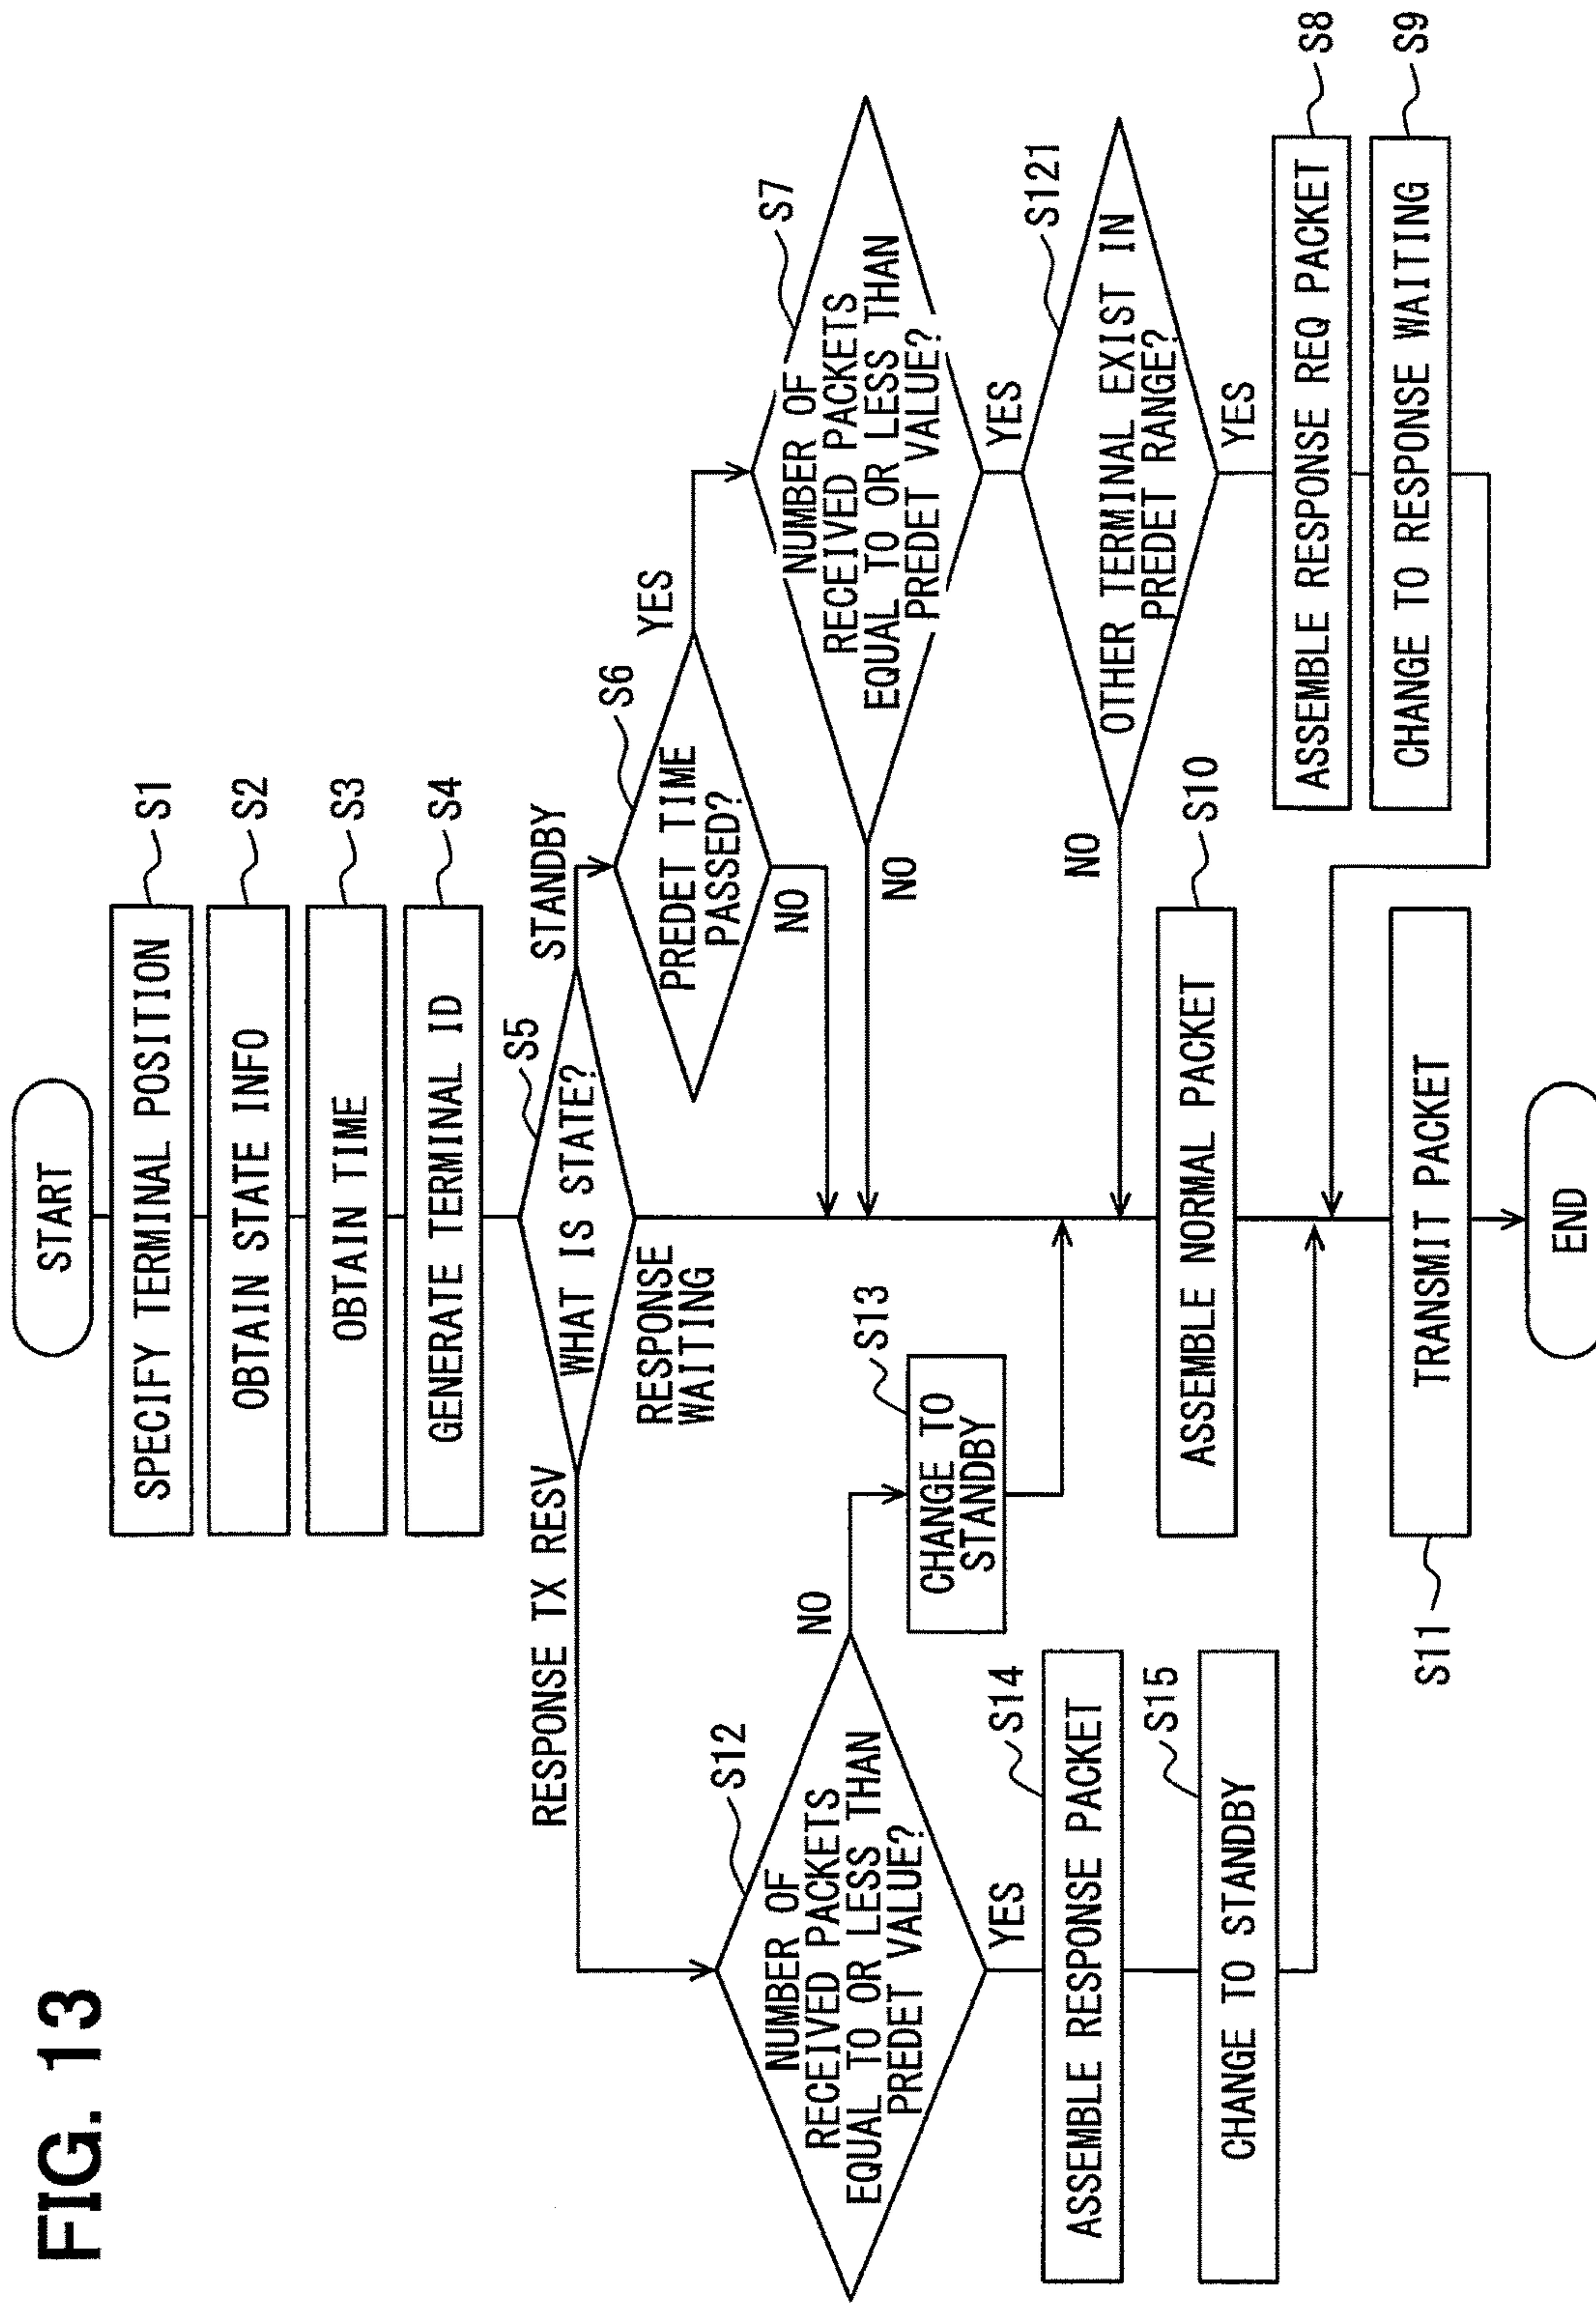 FIG. 13
START
SPECIFY TERMINAL POSITION
S1
OBTAIN STATE INFO
S2
OBTAIN TIME
S3
GENERATE TERMINAL ID
S4
WHAT IS STATE?
S5
RESPONSE TX RESV
RESPONSE
WAITING
STANDBY
PREDET TIME
PASSED?
S6
YES
NO
NUMBER OF
RECEIVED PACKETS
EQUAL TO OR LESS THAN
PREDET VALUE?
S7
NO
YES
OTHER TERMINAL EXIST IN
PREDET RANGE?
S121
NO
YES
ASSEMBLE RESPONSE REQ PACKET
S8
CHANGE TO RESPONSE WAITING
S9
NUMBER OF
RECEIVED PACKETS
EQUAL TO OR LESS THAN
PREDET VALUE?
S12
NO
YES
CHANGE TO
STANDBY
S13
ASSEMBLE RESPONSE PACKET
S14
CHANGE TO STANDBY
S15
ASSEMBLE NORMAL PACKET
S10
TRANSMIT PACKET
S11
END